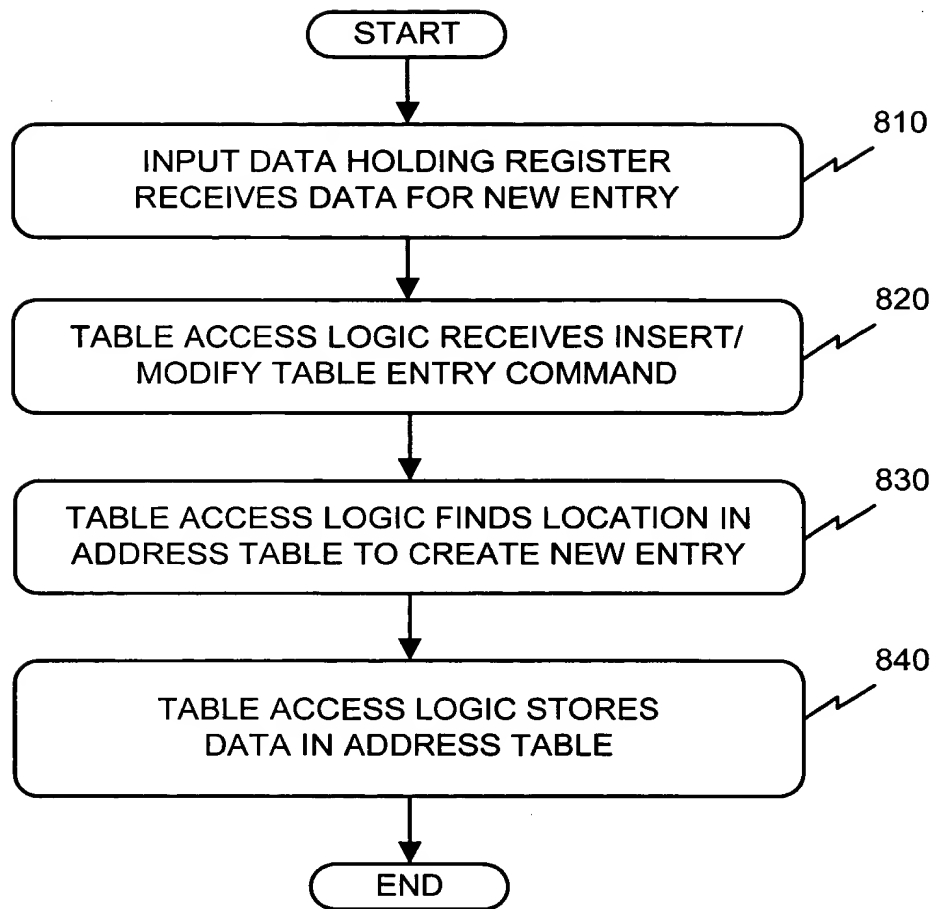 START
810
INPUT DATA HOLDING REGISTER
RECEIVES DATA FOR NEW ENTRY
820
TABLE ACCESS LOGIC RECEIVES INSERT/
MODIFY TABLE ENTRY COMMAND
830
TABLE ACCESS LOGIC FINDS LOCATION IN
ADDRESS TABLE TO CREATE NEW ENTRY
840
TABLE ACCESS LOGIC STORES
DATA IN ADDRESS TABLE
END